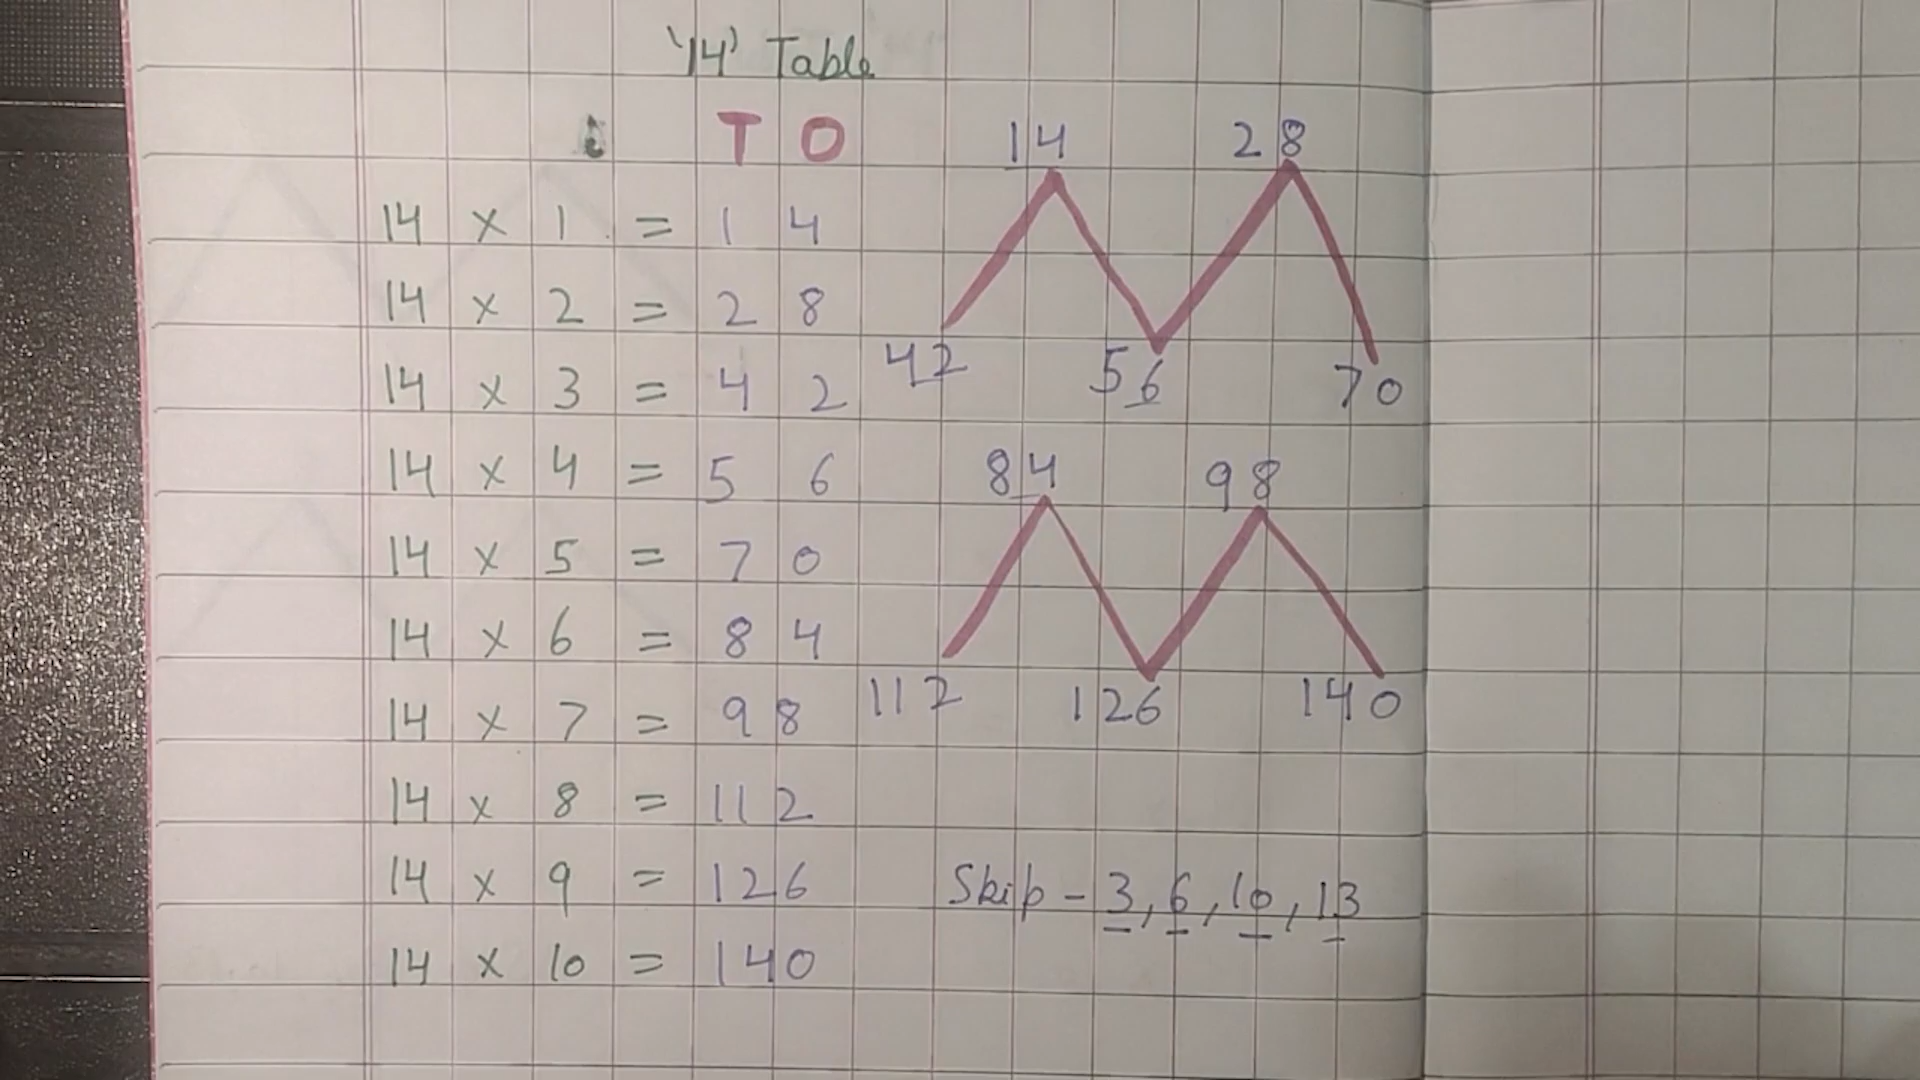 '14' Table
T O
14 x 1 = 1 4
14 x 2 = 2 8
14 x 3 = 4 2
14 x 4 = 5 6
14 x 5 = 7 0
14 x 6 = 8 4
14 x 7 = 9 8
14 x 8 = 112
14 x 9 = 126
14 x 10 = 140
14 28
42 56 70
84 98
112 126 140
Skip - 3, 6, 10, 13